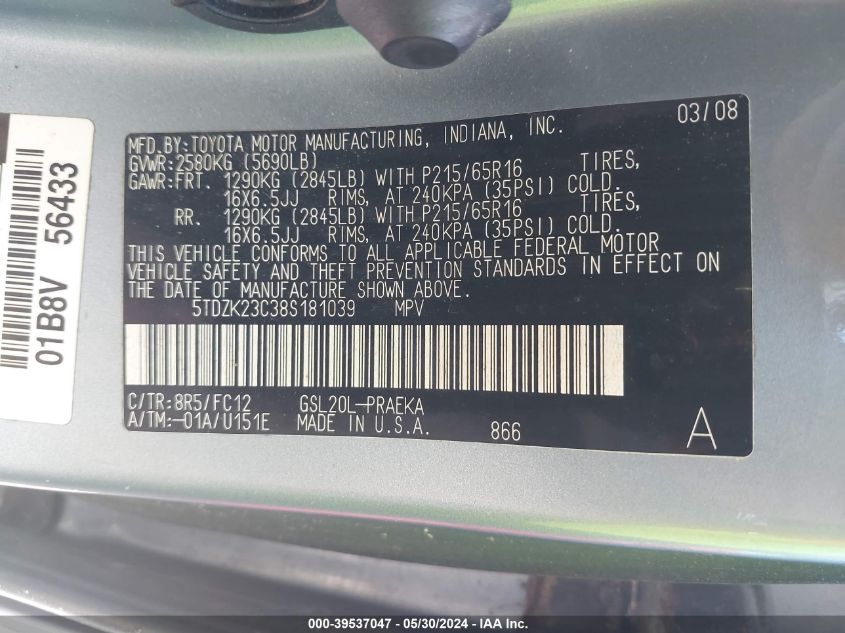 03/08
MFD.BY:TOYOTA MOTOR MANUFACTURING, INDIANA, INC.
GVWR:2580KG (5690LB)
GAWR:FRT. 1290KG (2845LB) WITH P215/65R16 TIRES,
16X6.5JJ RIMS, AT 240KPA (35PSI) COLD.
RR. 1290KG (2845LB) WITH P215/65R16 TIRES,
16X6.5JJ RIMS, AT 240KPA (35PSI) COLD.
THIS VEHICLE CONFORMS TO ALL APPLICABLE FEDERAL MOTOR
VEHICLE SAFETY AND THEFT PREVENTION STANDARDS IN EFFECT ON
THE DATE OF MANUFACTURE SHOWN ABOVE.
5TDZK23C38S181039 MPV
C/TR:8R5/FC12 GSL20L-PRAEKA
A/TM:-01A/U151E MADE IN U.S.A. 866 A
01B8V 56433
000-39537047 - 05/30/2024 - IAA Inc.